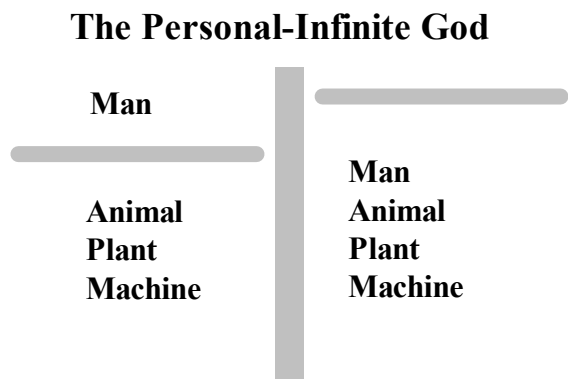 The Personal-Infinite God
Man
Animal
Plant
Machine
Man
Animal
Plant
Machine